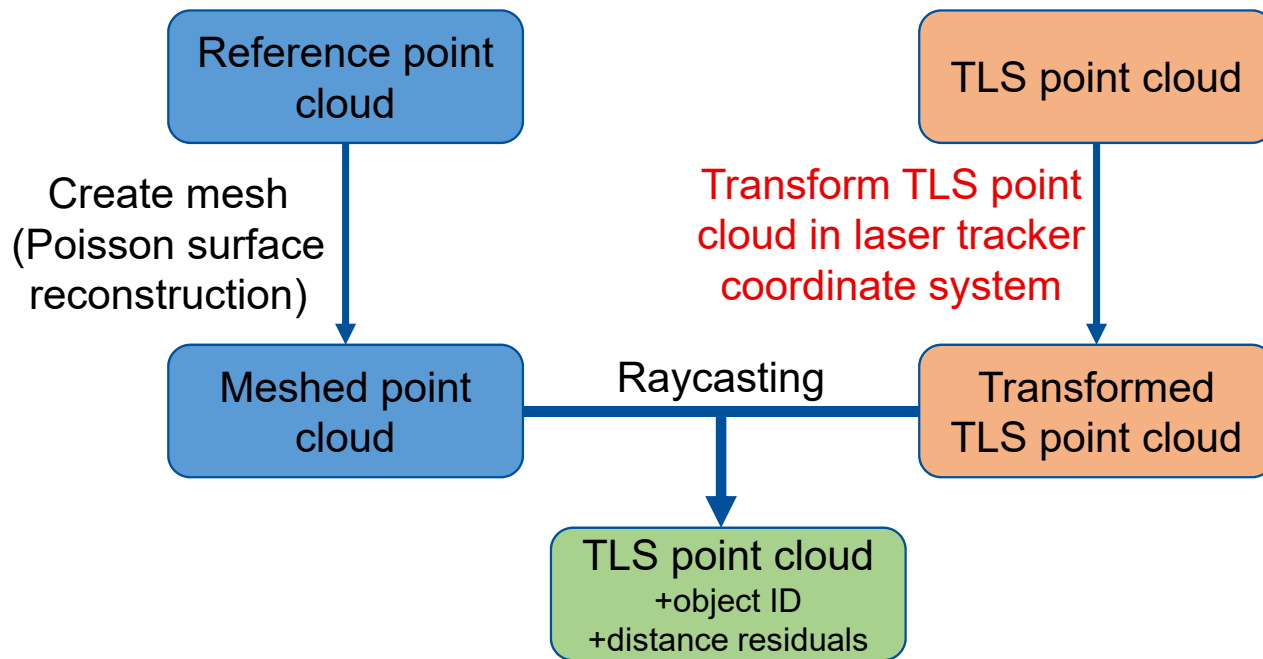 Reference point
cloud
TLS point cloud
Create mesh
(Poisson surface
reconstruction)
Transform TLS point
cloud in laser tracker
coordinate system
Meshed point
cloud
Raycasting
Transformed
TLS point cloud
TLS point cloud
+object ID
+distance residuals